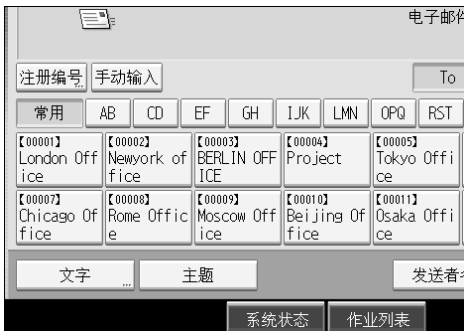 电子邮件
注册编号 手动输入 To
常用 AB CD EF GH IJK LMN OPQ RST
【00001】 【00002】 【00003】 【00004】 【00005】
London Off Newyork of BERLIN OFF Project Tokyo Offi
ice fice ICE ce
【00007】 【00008】 【00009】 【00010】 【00011】
Chicago Of Rome Offic Moscow Off Beijing Of Osaka Offi
fice e ice fice ce
文字 主题 发送者
系统状态 作业列表